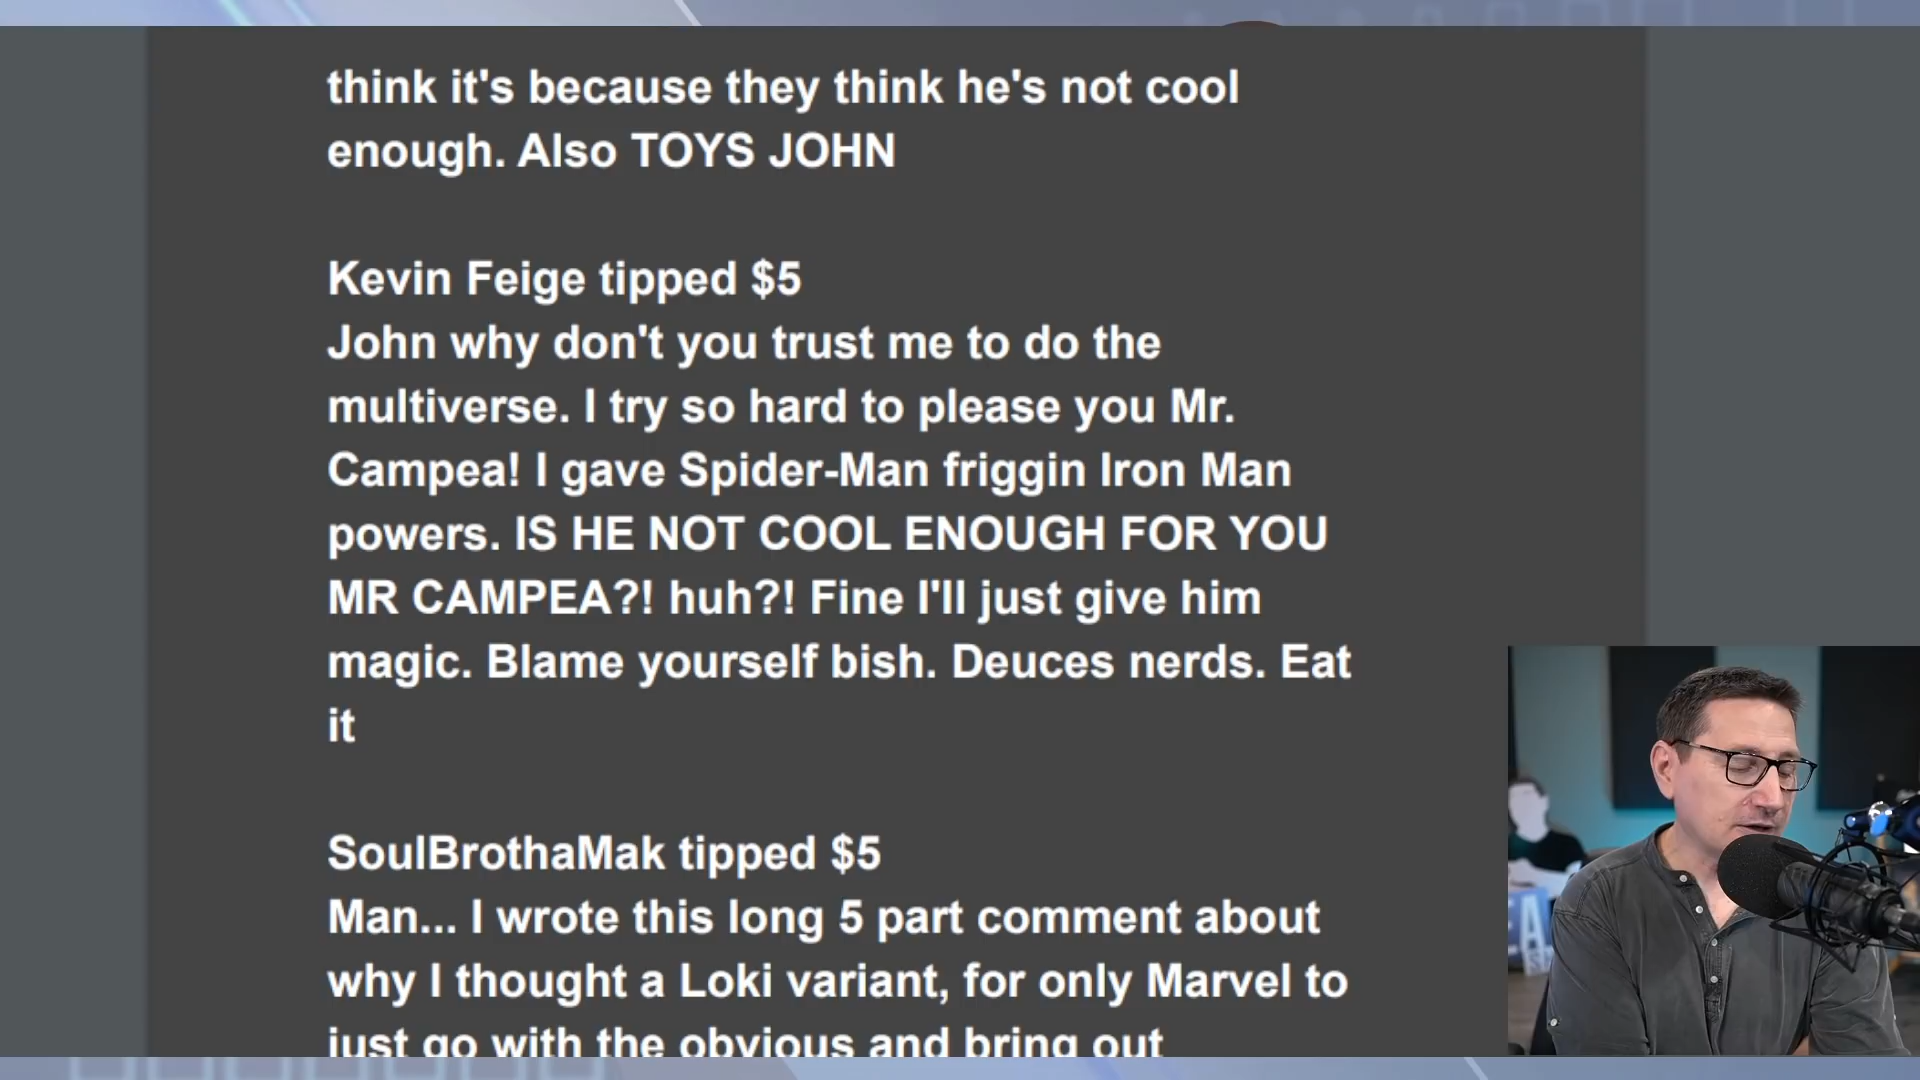 think it's because they think he's not cool
enough. Also TOYS JOHN
Kevin Feige tipped $5
John why don't you trust me to do the
multiverse. I try so hard to please you Mr.
Campea! I gave Spider-Man friggin Iron Man
powers. IS HE NOT COOL ENOUGH FOR YOU
MR CAMPEA?! huh?! Fine I'll just give him
magic. Blame yourself bish. Deuces nerds. Eat
it
SoulBrothaMak tipped $5
Man... I wrote this long 5 part comment about
why I thought a Loki variant, for only Marvel to
just go with the obvious and bring out